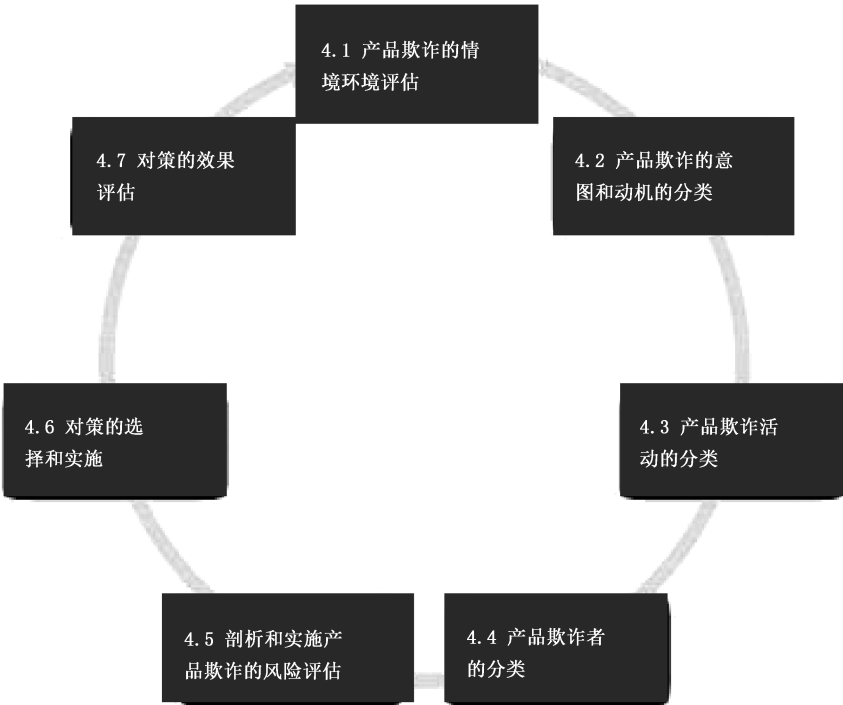 4.1 产品欺诈的情
境环境评估
4.2 产品欺诈的意
图和动机的分类
4.3 产品欺诈活
动的分类
4.4 产品欺诈者
的分类
4.5 剖析和实施产
品欺诈的风险评估
4.6 对策的选
择和实施
4.7 对策的效果
评估